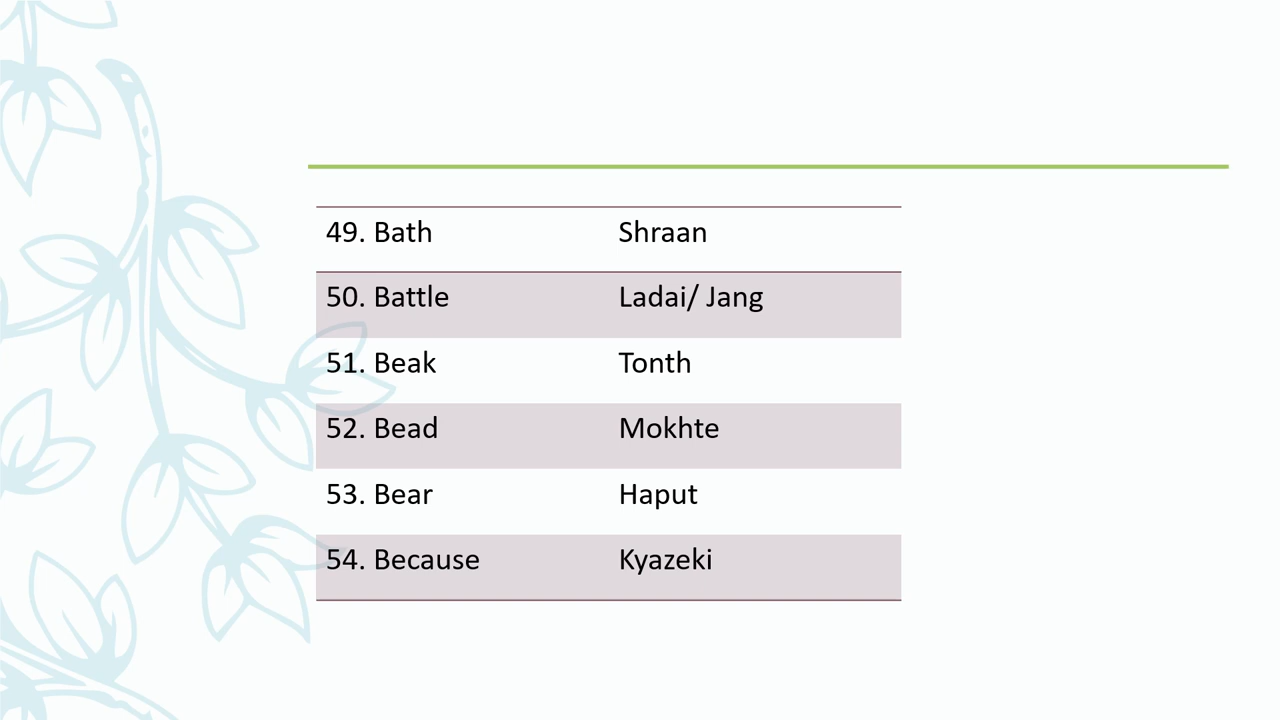 49. Bath Shraan
50. Battle Ladai/ Jang
51. Beak Tonth
52. Bead Mokhte
53. Bear Haput
54. Because Kyazeki